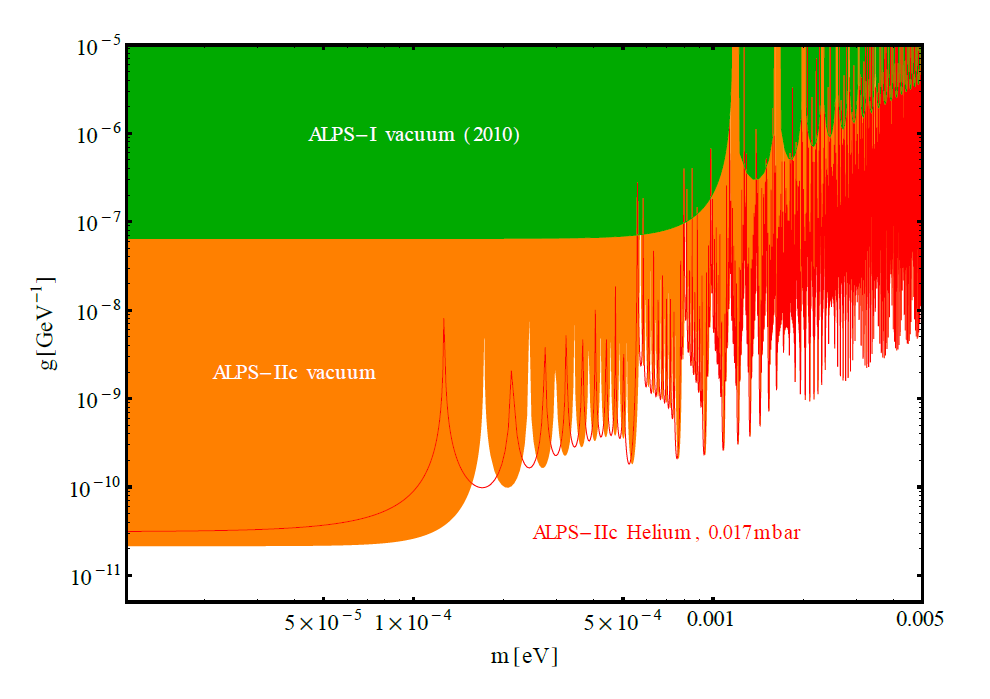 10⁻⁵
10⁻⁶
10⁻⁷
10⁻⁸
10⁻⁹
10⁻¹⁰
10⁻¹¹
g[GeV⁻¹]
ALPS−I vacuum (2010)
ALPS−IIc vacuum
ALPS−IIc Helium, 0.017mbar
5×10⁻⁵ 1×10⁻⁴ 5×10⁻⁴ 0.001 0.005
m[eV]